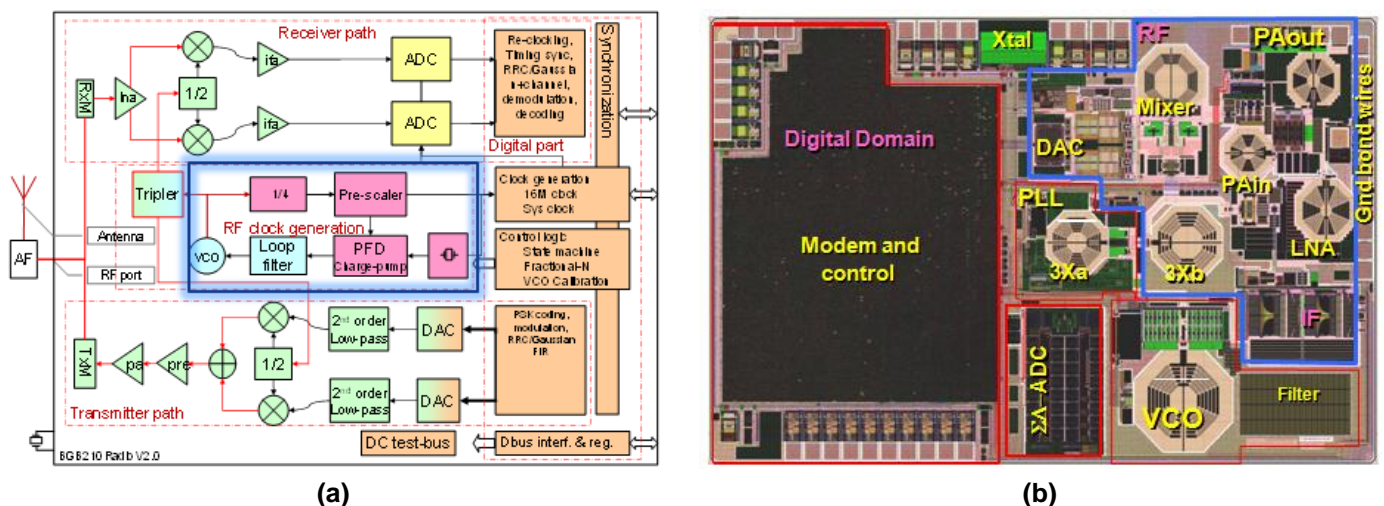 Receiver path
Re-clocking,
Timing sync,
RRC/Gaussia
n-channel,
demodulation,
decoding,
Synchronization
RxM
lna
1/2
ifa
ifa
ADC
ADC
Digital part
Tripler
1/4
Pre-scaler
Clock generation
16M clock
Sys clock
RF clock generation
VCO
Loop
filter
PFD
Charge-pump
Control logic
State machine
Fractional-N
VCO Calibration
Antenna
RF port
AF
TxM
pa
pre
1/2
2nd order
Low-pass
DAC
2nd order
Low-pass
DAC
PSK coding,
modulation,
RRC/Gaussian
FIR
Transmitter path
DC test-bus
Dbus interf. & reg.
BGB210 Radio V2.0
(a)
Xtal
RF
PAout
Mixer
Digital Domain
DAC
PAin
Gnd bond wires
PLL
Modem and
control
3Xa
3Xb
LNA
IF
ΣΔ-ADC
VCO
Filter
(b)